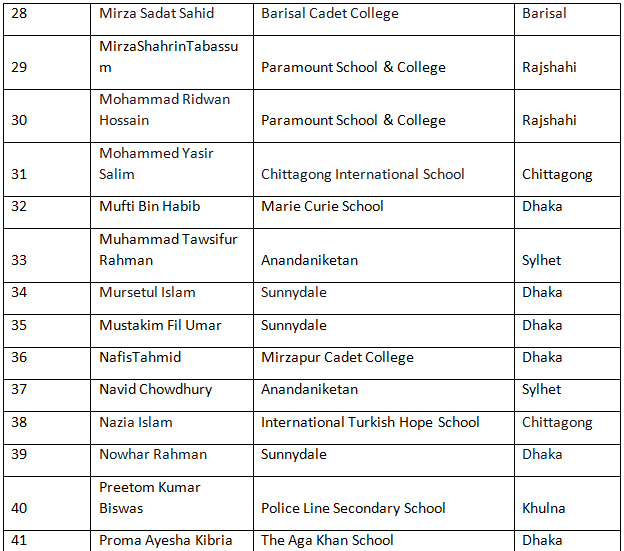 28 Mirza Sadat Sahid Barisal Cadet College Barisal
MirzaShahrinTabassu
29 m Paramount School & College Rajshahi
Mohammad Ridwan
30 Hossain Paramount School & College Rajshahi
Mohammed Yasir
31 Salim Chittagong International School Chittagong
32 Mufti Bin Habib Marie Curie School Dhaka
Muhammad Tawsifur
33 Rahman Anandaniketan Sylhet
34 Mursetul Islam Sunnydale Dhaka
35 Mustakim Fil Umar Sunnydale Dhaka
36 NafisTahmid Mirzapur Cadet College Dhaka
37 Navid Chowdhury Anandaniketan Sylhet
38 Nazia Islam International Turkish Hope School Chittagong
39 Nowhar Rahman Sunnydale Dhaka
Preetom Kumar
40 Biswas Police Line Secondary School Khulna
41 Proma Ayesha Kibria The Aga Khan School Dhaka